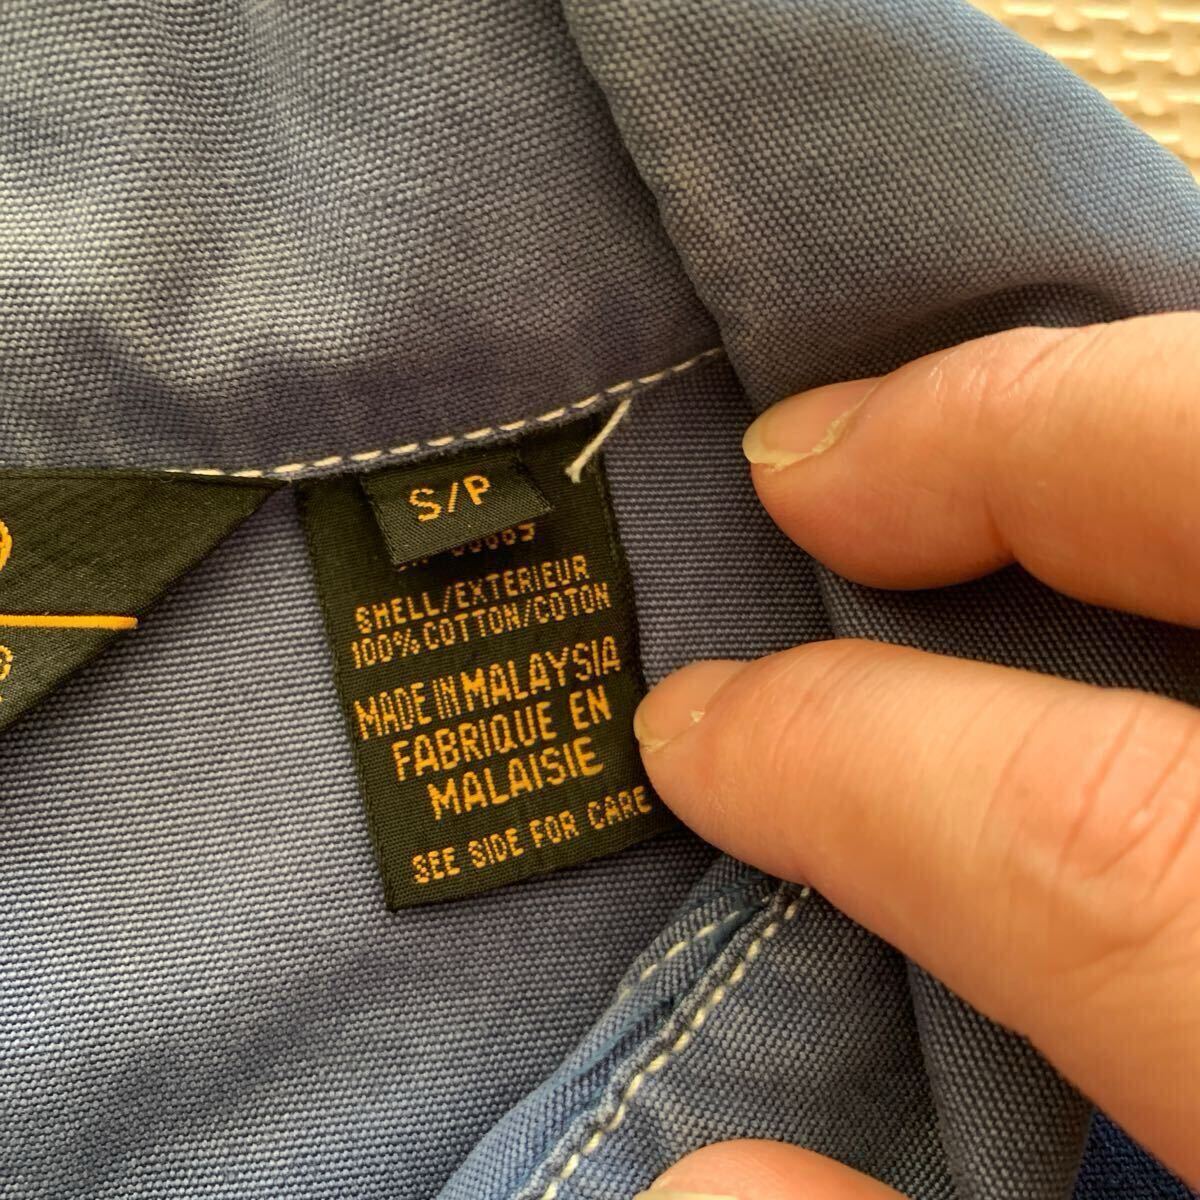 S/P
SHELL/EXTERIEUR
100% COTTON/COTON
MADE IN MALAYSIA
FABRIQUE EN
MALAISIE
SEE SIDE FOR CARE